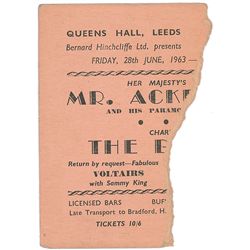 QUEENS HALL, LEEDS
Bernard Hinchcliffe Ltd. presents
FRIDAY, 28th JUNE, 1963—
HER MAJESTY'S
MR. ACKE
AND HIS PARAMO
CHAR
THE E
Return by request—Fabulous
VOLTAIRS
with Sammy King
LICENSED BARS BUF
Late Transport to Bradford, H
TICKETS 10/6